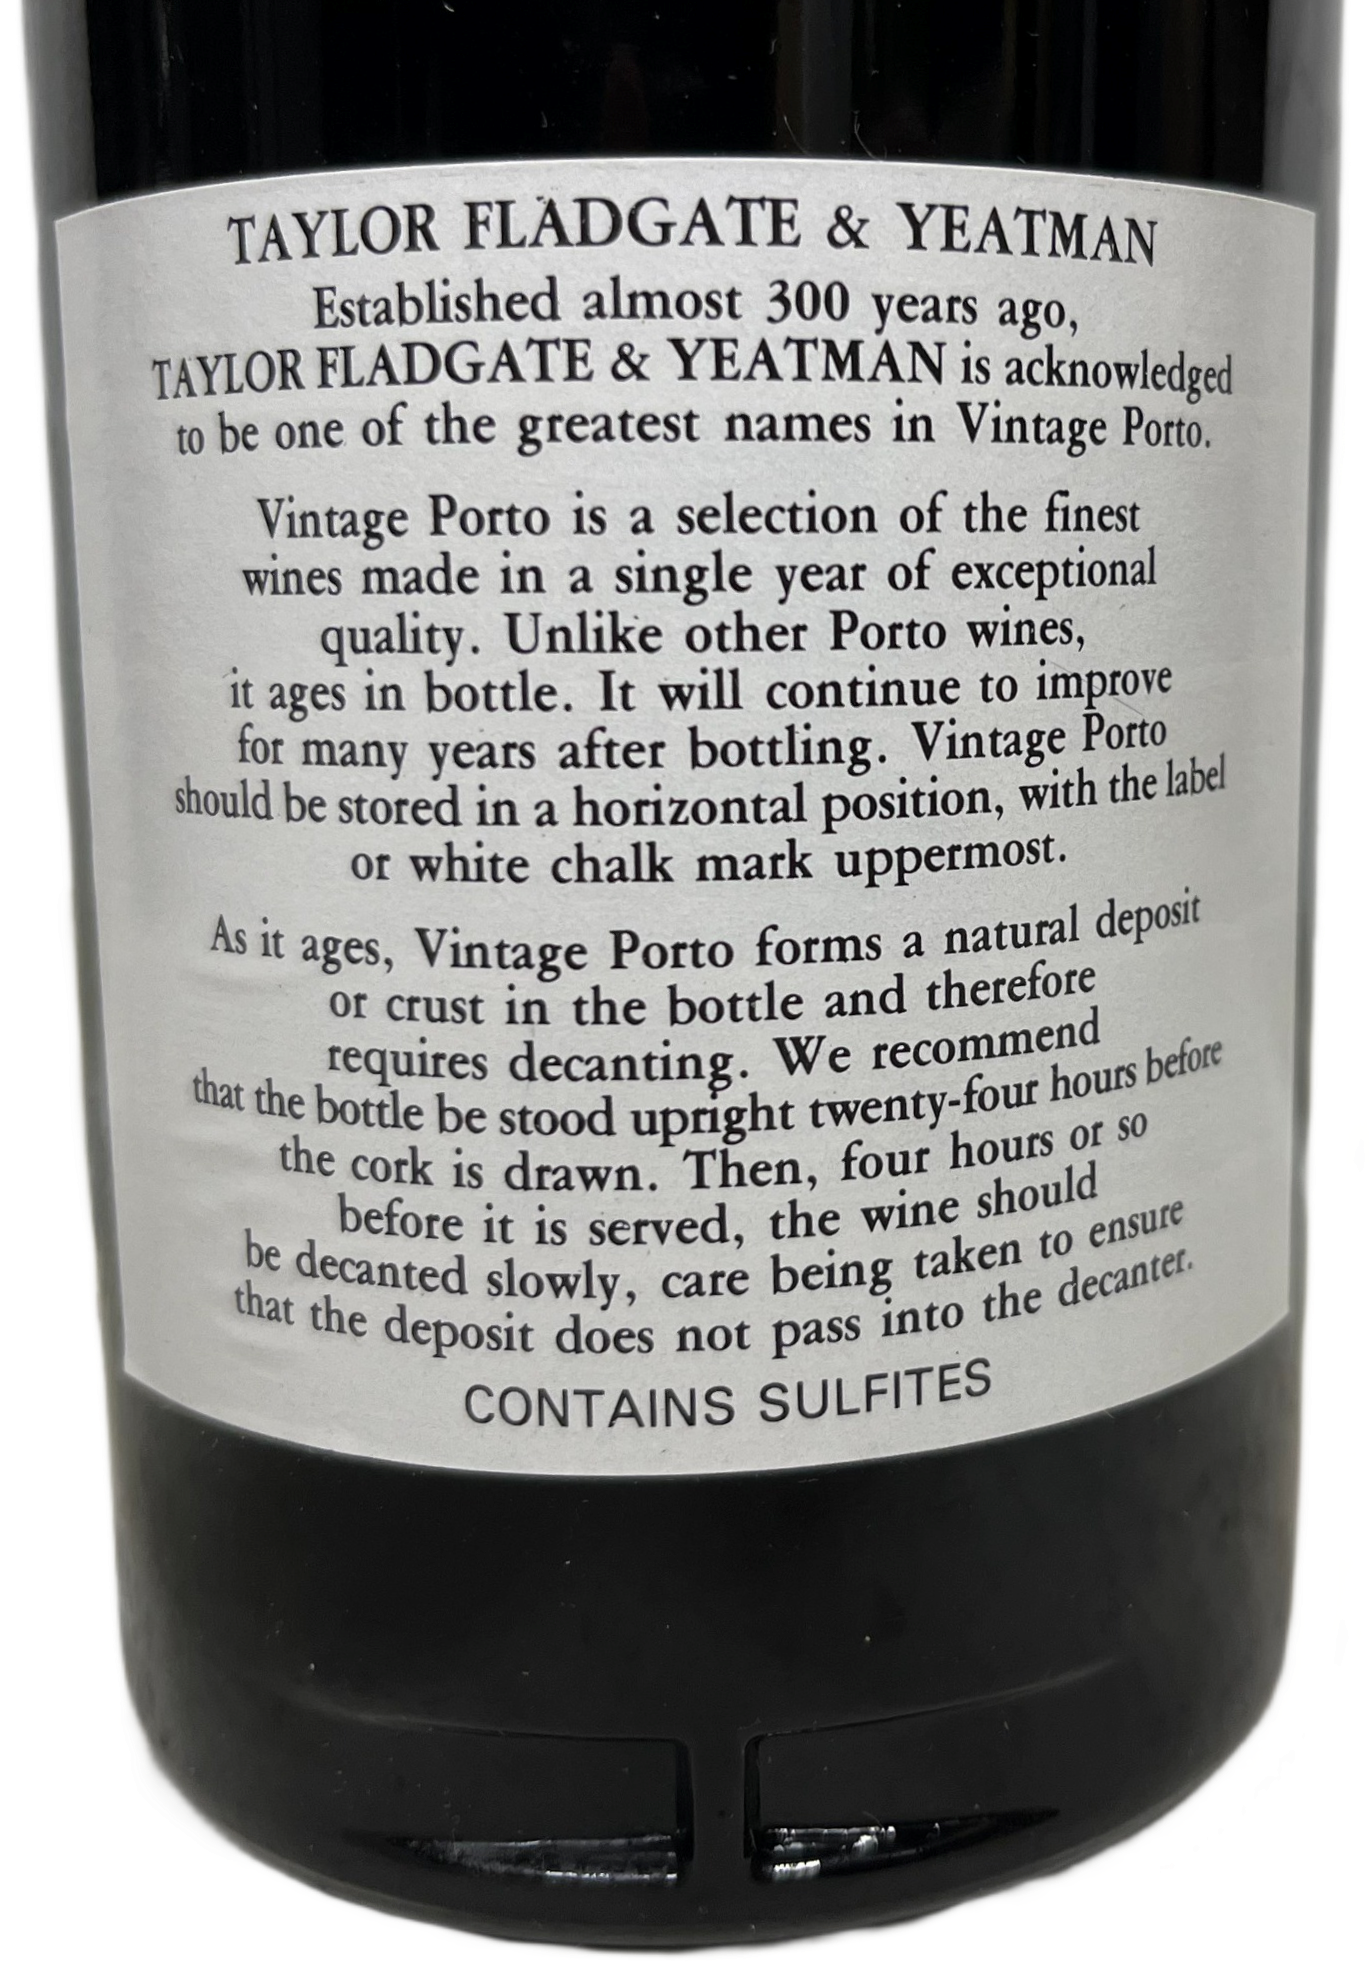 TAYLOR FLADGATE & YEATMAN
Established almost 300 years ago,
TAYLOR FLADGATE & YEATMAN is acknowledged
to be one of the greatest names in Vintage Porto.
Vintage Porto is a selection of the finest
wines made in a single year of exceptional
quality. Unlike other Porto wines,
it ages in bottle. It will continue to improve
for many years after bottling. Vintage Porto
should be stored in a horizontal position, with the label
or white chalk mark uppermost.
As it ages, Vintage Porto forms a natural deposit
or crust in the bottle and therefore
requires decanting. We recommend
that the bottle be stood upright twenty-four hours before
the cork is drawn. Then, four hours or so
before it is served, the wine should
be decanted slowly, care being taken to ensure
that the deposit does not pass into the decanter.
CONTAINS SULFITES